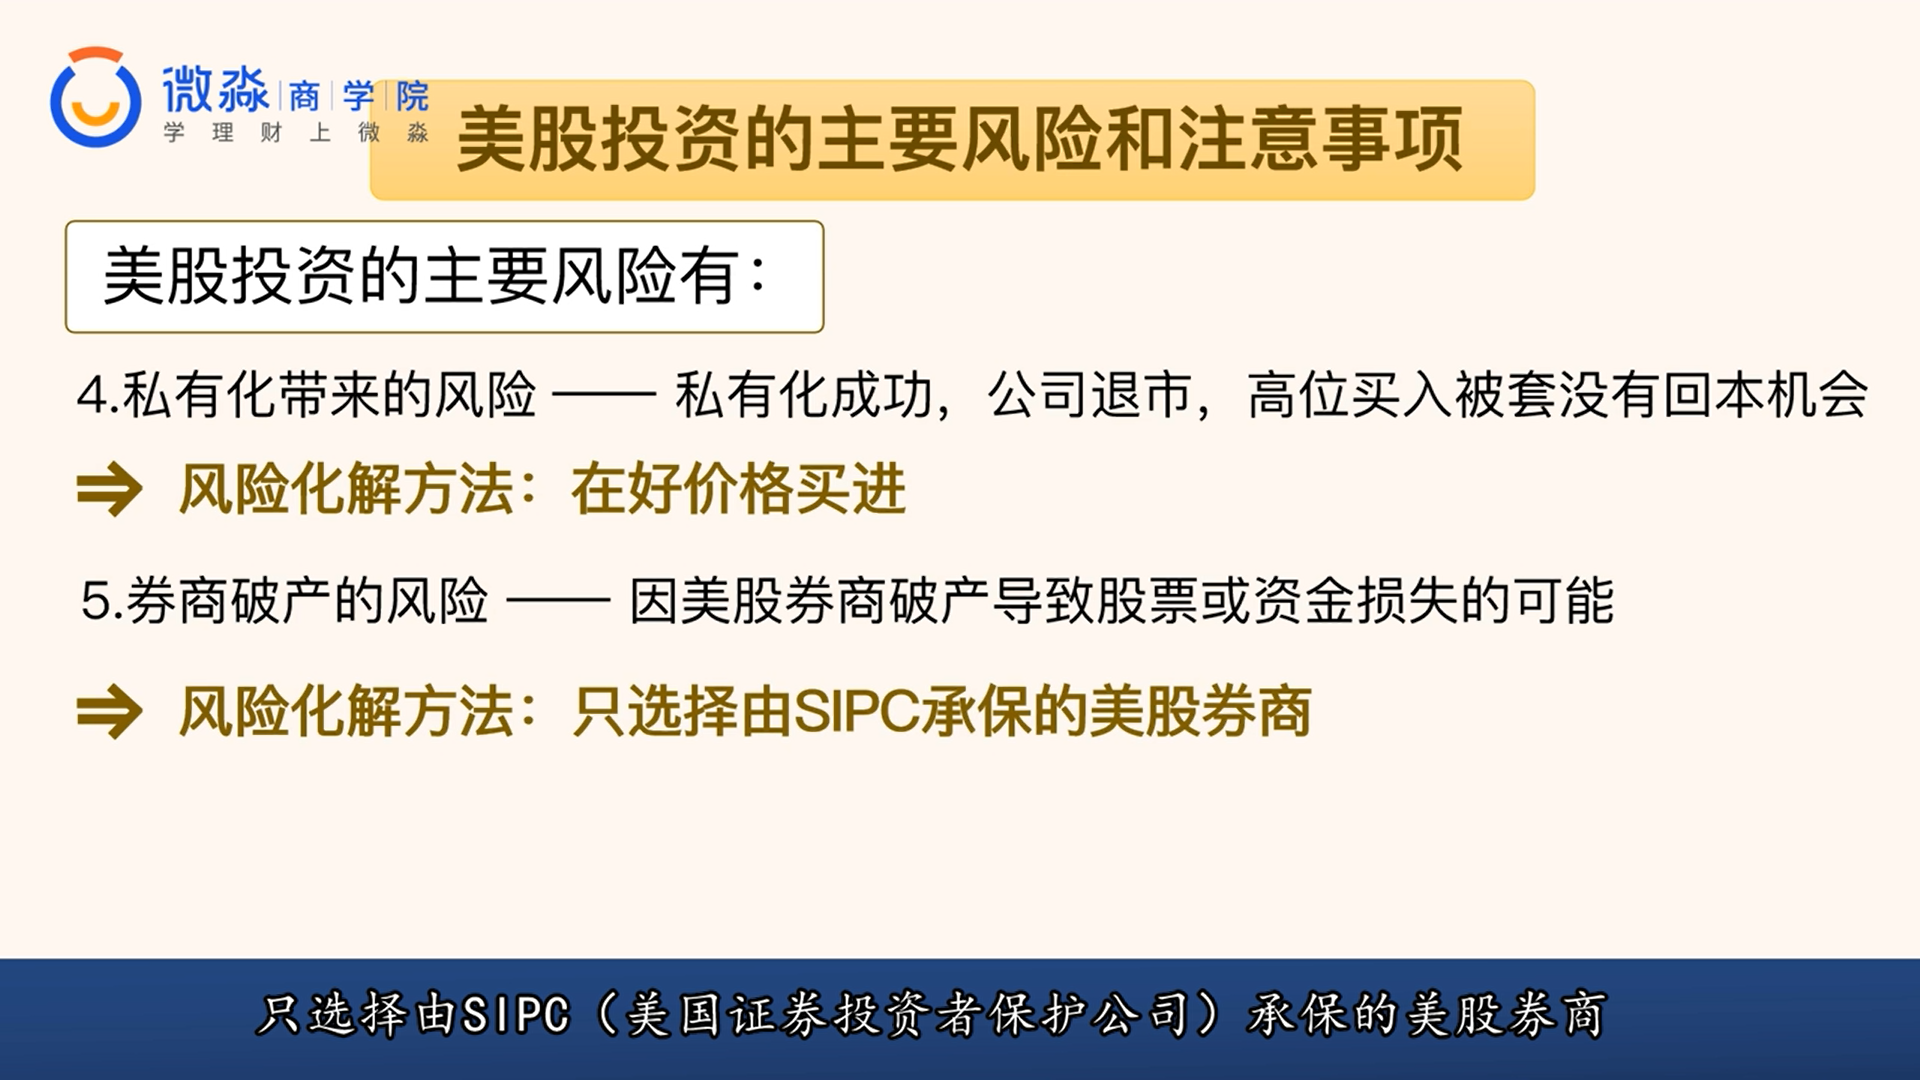 微淼商学院
学理财上微淼
美股投资的主要风险和注意事项
美股投资的主要风险有：
4.私有化带来的风险 —— 私有化成功，公司退市，高位买入被套没有回本机会
⇒ 风险化解方法：在好价格买进
5.券商破产的风险 —— 因美股券商破产导致股票或资金损失的可能
⇒ 风险化解方法：只选择由SIPC承保的美股券商
只选择由SIPC（美国证券投资者保护公司）承保的美股券商